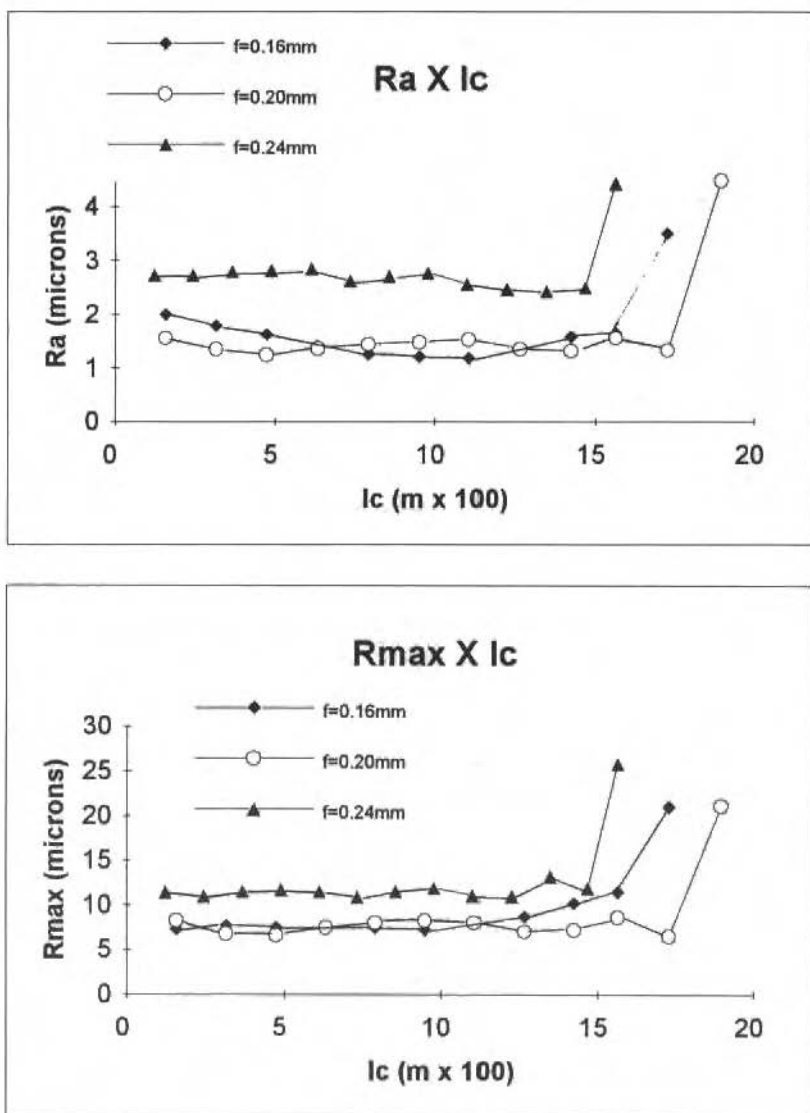 f=0.16mm
Ra X lc
f=0.20mm
f=0.24mm
Ra (microns)
4
3
2
1
0
0 5 10 15 20
lc (m x 100)
Rmax X lc
f=0.16mm
f=0.20mm
f=0.24mm
Rmax (microns)
30
25
20
15
10
5
0
0 5 10 15 20
lc (m x 100)